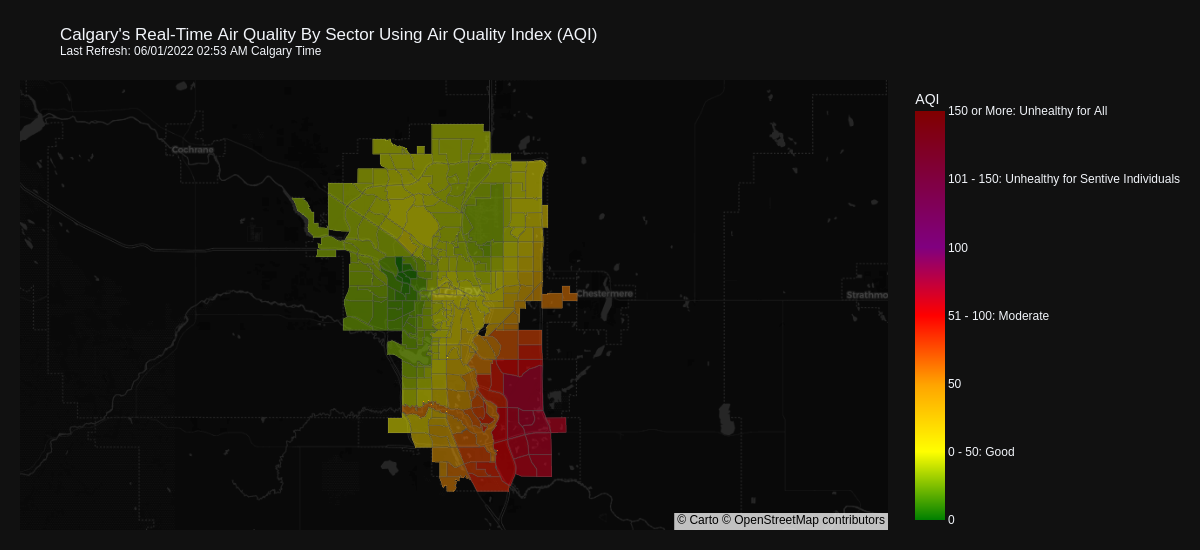 Calgary's Real-Time Air Quality By Sector Using Air Quality Index (AQI)
Last Refresh: 06/01/2022 02:53 AM Calgary Time
AQI
150 or More: Unhealthy for All
101 - 150: Unhealthy for Sentive Individuals
100
51 - 100: Moderate
50
0 - 50: Good
0
Cochrane
Chestermere
Strathmo
© Carto © OpenStreetMap contributors